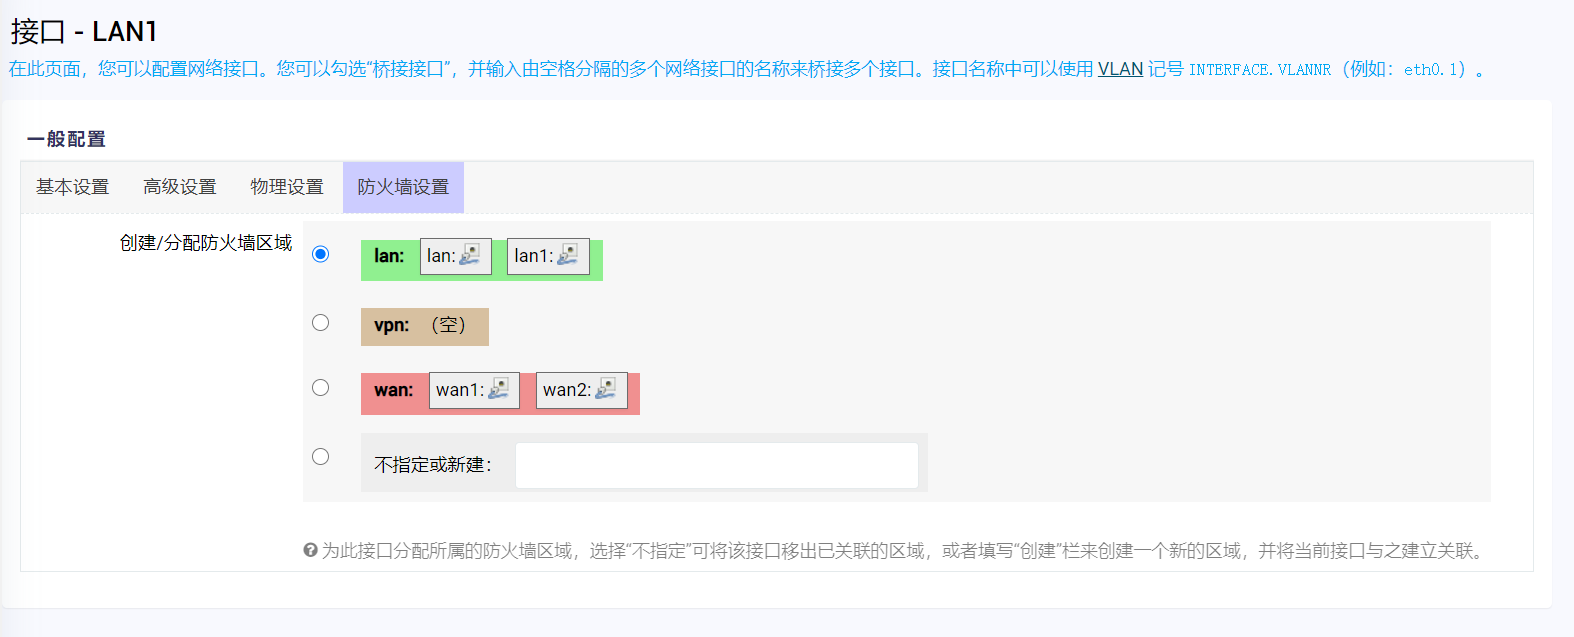 接口 - LAN1
在此页面，您可以配置网络接口。您可以勾选“桥接接口”，并输入由空格分隔的多个网络接口的名称来桥接多个接口。接口名称中可以使用 VLAN 记号 INTERFACE.VLANNR（例如：eth0.1）。
一般配置
基本设置 高级设置 物理设置 防火墙设置
创建/分配防火墙区域
lan: lan: lan1:
vpn: （空）
wan: wan1: wan2:
不指定或新建：
为此接口分配所属的防火墙区域，选择“不指定”可将该接口移出已关联的区域，或者填写“创建”栏来创建一个新的区域，并将当前接口与之建立关联。